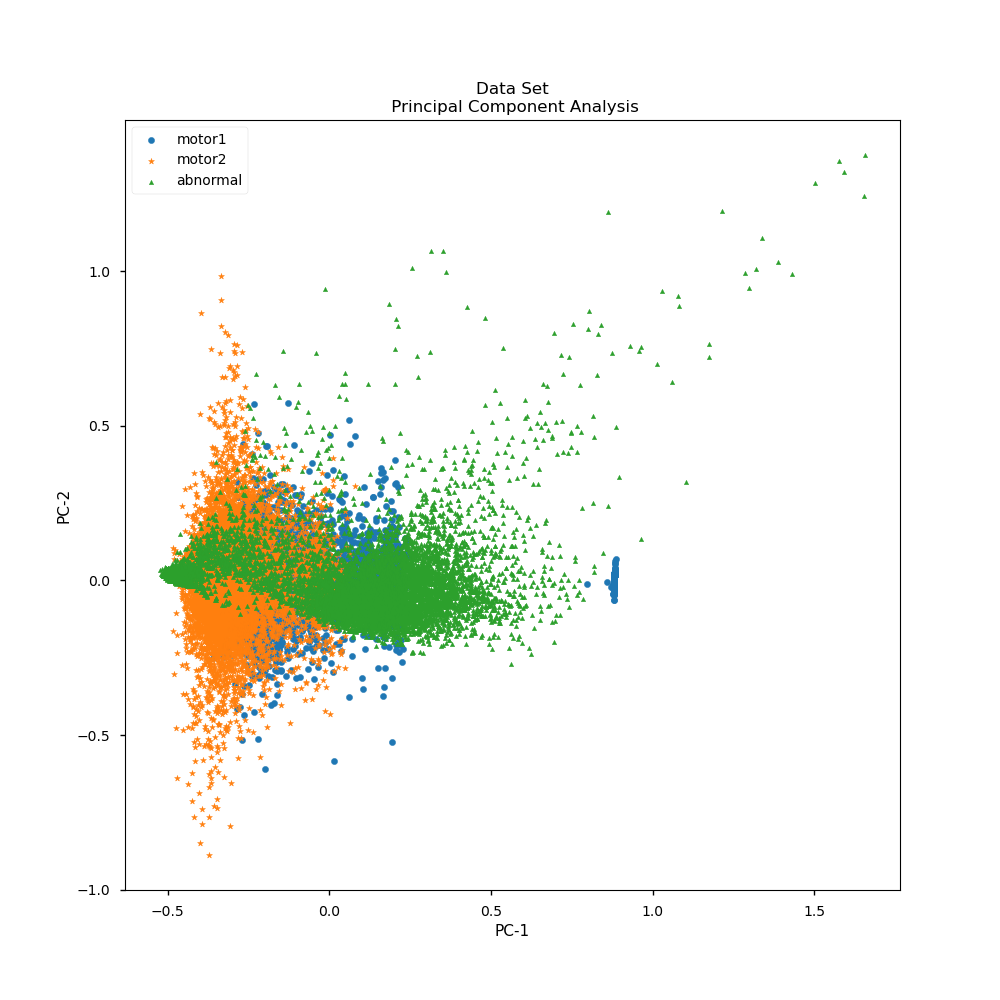 Data Set
Principal Component Analysis
motor1
motor2
abnormal
1.0
0.5
0.0
−0.5
−1.0
PC-2
−0.5
0.0
0.5
1.0
1.5
PC-1